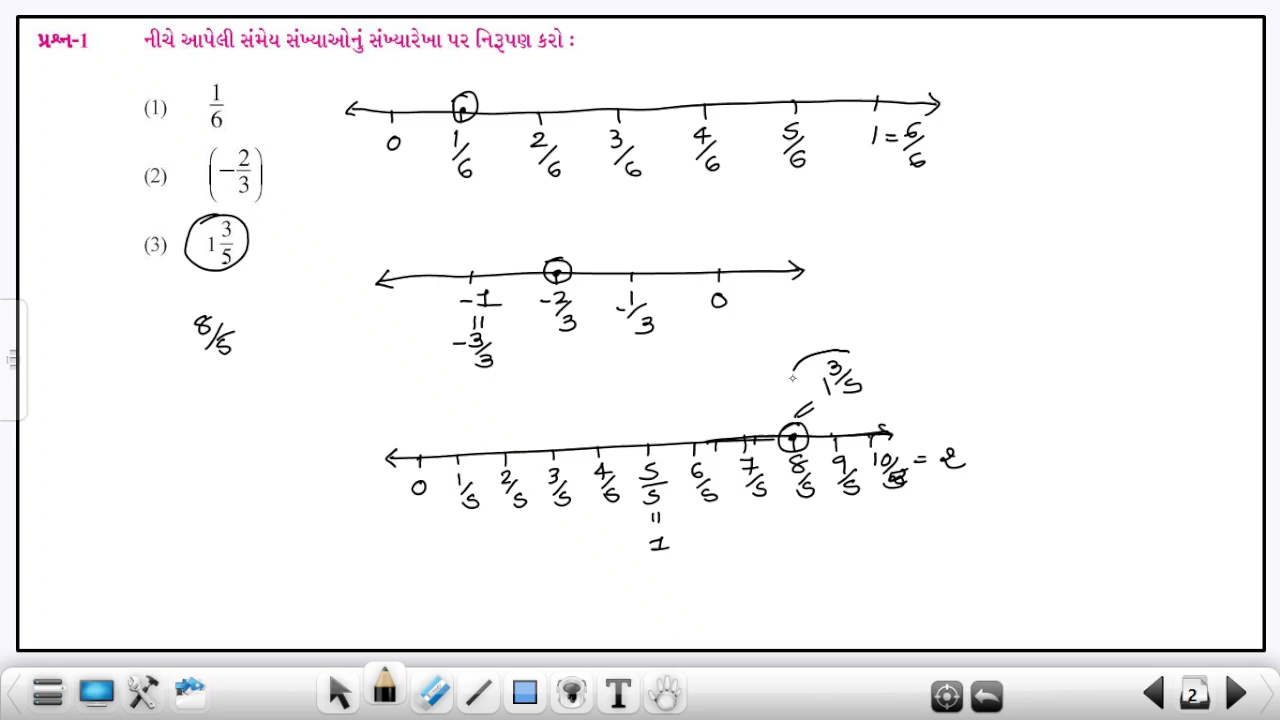 પ્રશ્ન-1 નીચે આપેલી સંમેય સંખ્યાઓનું સંખ્યારેખા પર નિરૂપણ કરો :
(1) 1/6
0 1/6 2/6 3/6 4/6 5/6 1 = 6/6
(2) (-2/3)
(3) 1 3/5
-1 = -3/3 -2/3 -1/3 0
8/5
1 3/5
0 1/5 2/5 3/5 4/5 5/5 = 1 6/5 7/5 8/5 9/5 10/5 = 2
2